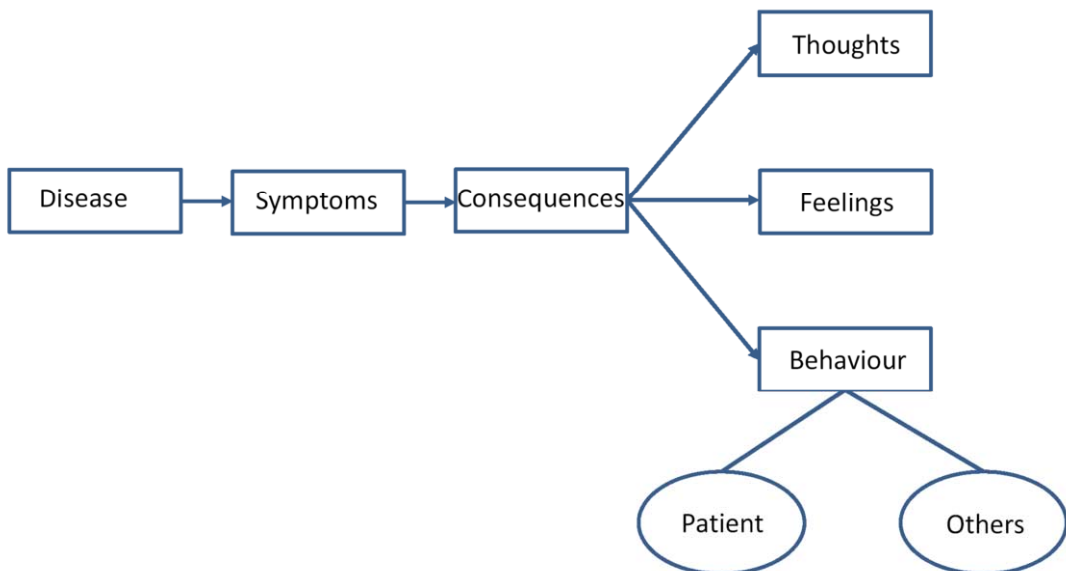 Thoughts
Disease
Symptoms
Consequences
Feelings
Behaviour
Patient
Others